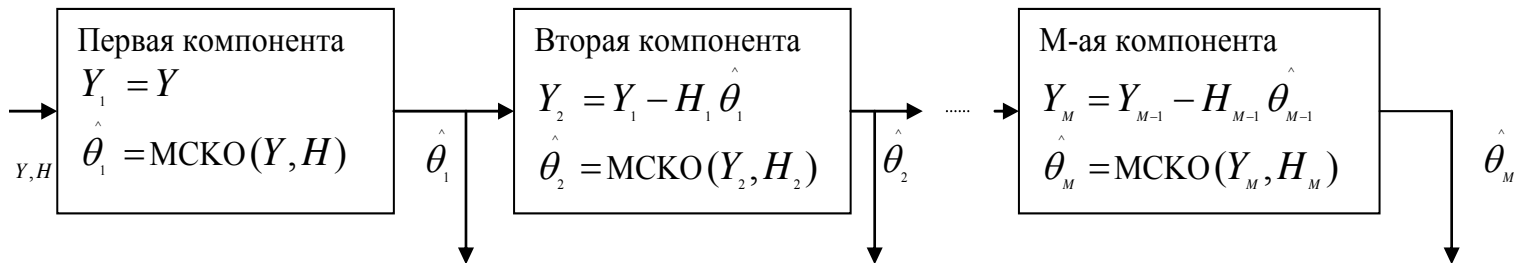 Первая компонента
Y₁ = Y
θ̂₁ = МСКО(Y, H)
Y, H
θ̂₁
Вторая компонента
Y₂ = Y₁ − H₁ θ̂₁
θ̂₂ = МСКО(Y₂, H₂)
θ̂₂
......
М-ая компонента
Y_M = Y_{M−1} − H_{M−1} θ̂_{M−1}
θ̂_M = МСКО(Y_M, H_M)
θ̂_M